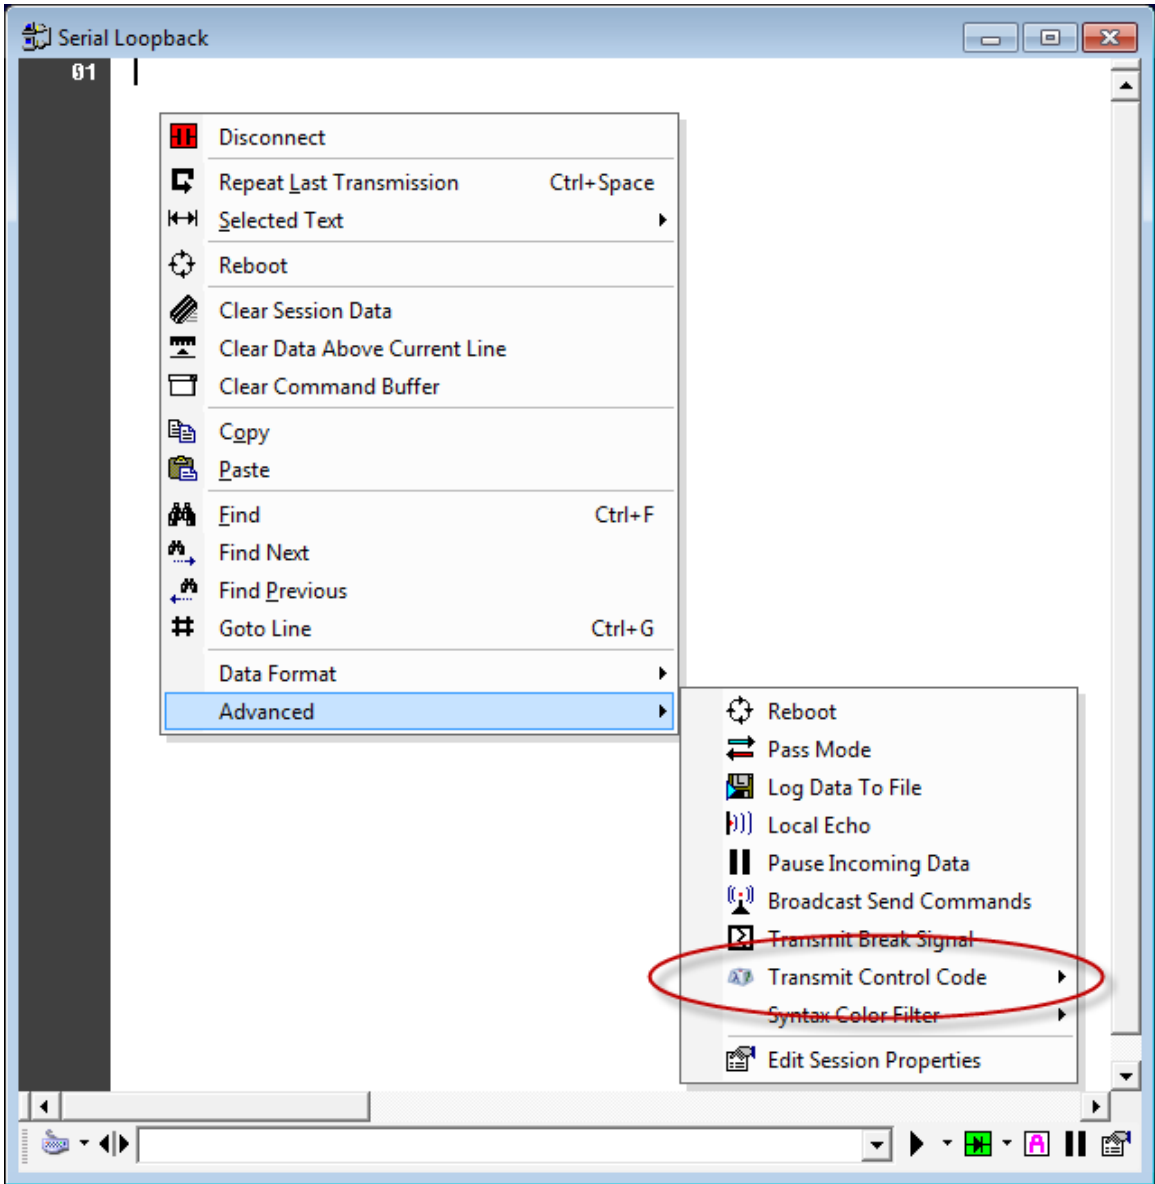 Serial Loopback
01
Disconnect
Repeat Last Transmission Ctrl+Space
Selected Text
Reboot
Clear Session Data
Clear Data Above Current Line
Clear Command Buffer
Copy
Paste
Find Ctrl+F
Find Next
Find Previous
Goto Line Ctrl+G
Data Format
Advanced
Reboot
Pass Mode
Log Data To File
Local Echo
Pause Incoming Data
Broadcast Send Commands
Transmit Break Signal
Transmit Control Code
Syntax Color Filter
Edit Session Properties
A